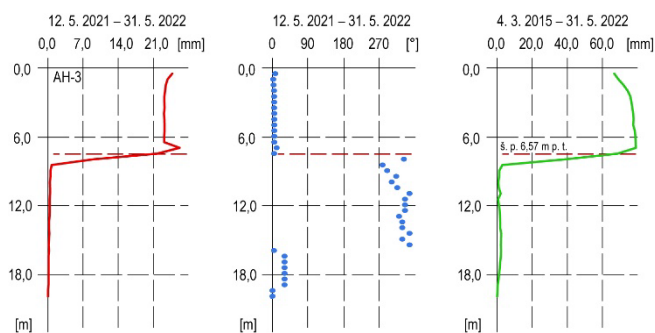 12. 5. 2021 – 31. 5. 2022
0,0 7,0 14,0 21,0 [mm]
0,0
AH-3
6,0
12,0
18,0
[m]
12. 5. 2021 – 31. 5. 2022
0 90 180 270 [°]
0,0
6,0
12,0
18,0
[m]
4. 3. 2015 – 31. 5. 2022
0,0 20,0 40,0 60,0 [mm]
0,0
6,0
š. p. 6,57 m p. t.
12,0
18,0
[m]